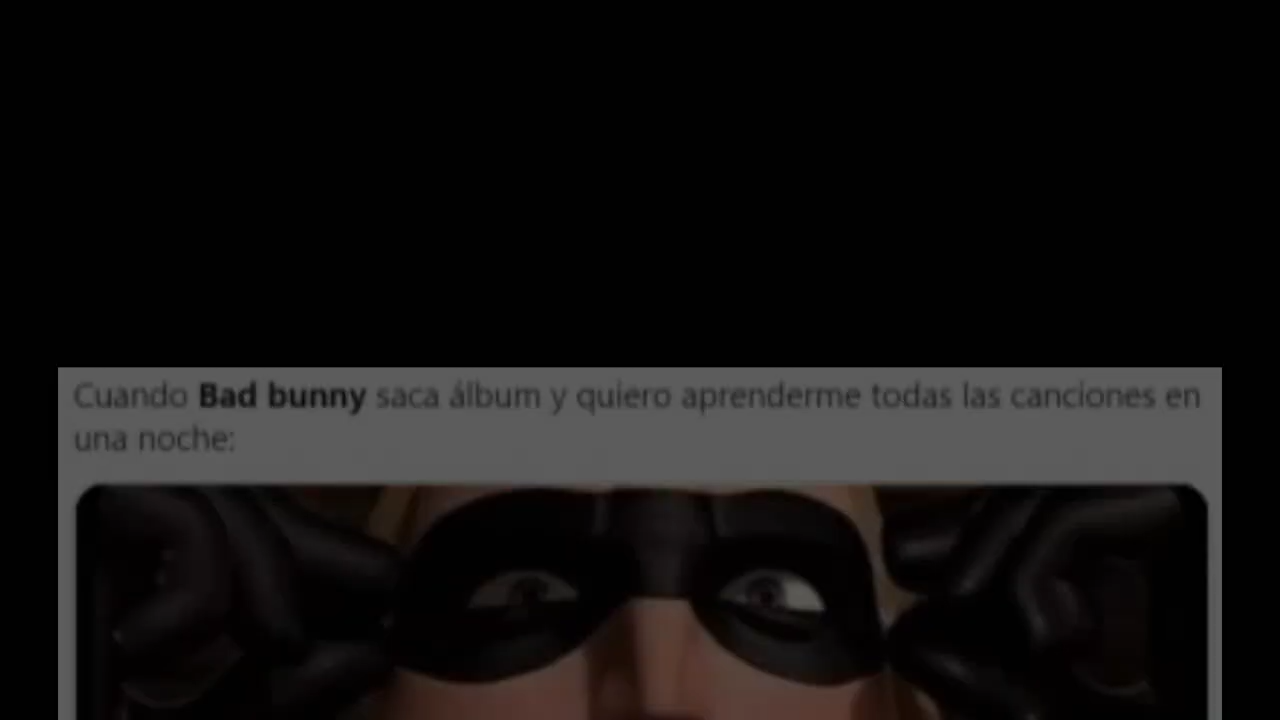 Cuando Bad bunny saca álbum y quiero aprenderme todas las canciones en
una noche: